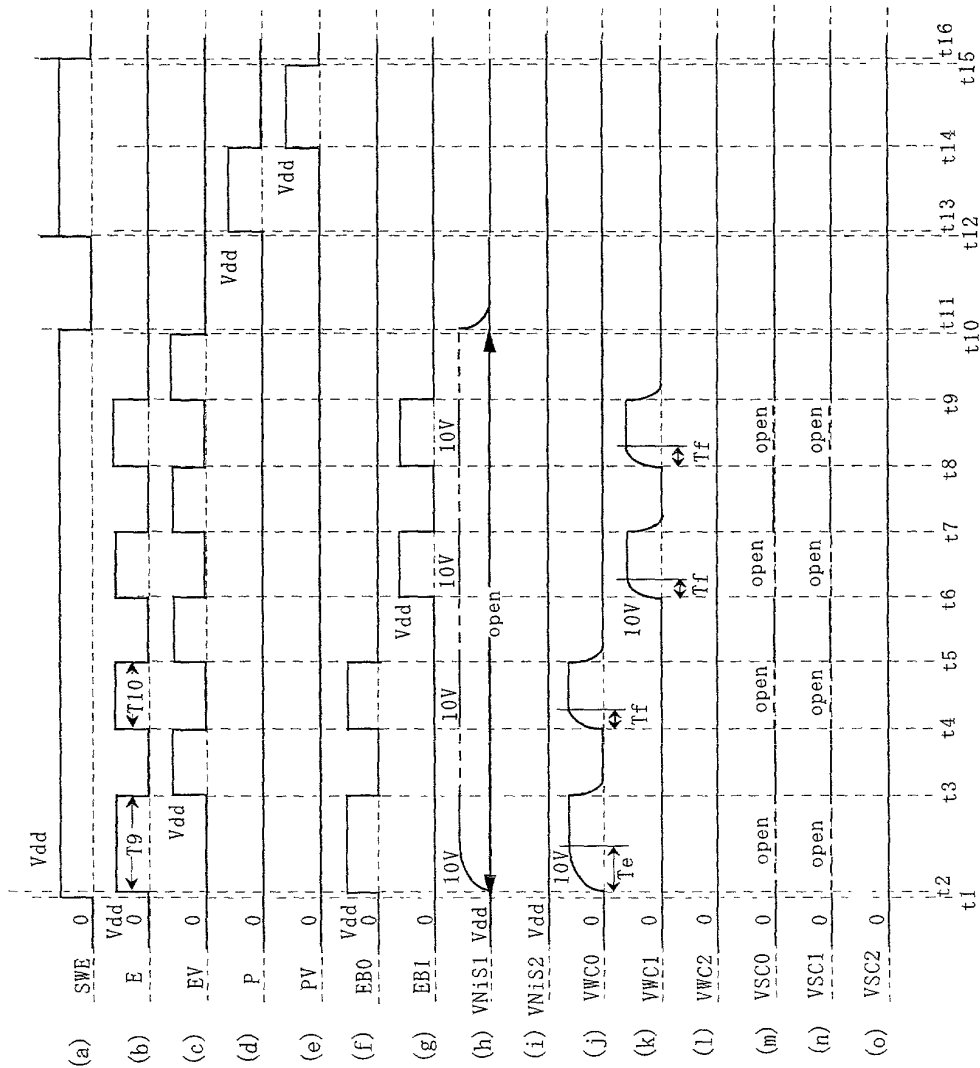 (a) SWE 0 Vdd
(b) E 0 Vdd T9 T10
(c) EV 0 Vdd
(d) P 0 Vdd
(e) PV 0 Vdd
(f) EB0 0 Vdd
(g) EB1 0 Vdd
(h) VNiS1 Vdd 10V 10V 10V 10V open
(i) VNiS2 Vdd
(j) VWC0 0 10V Te Tf
(k) VWC1 0 10V Tf Tf
(l) VWC2 0
(m) VSC0 0 open open open open
(n) VSC1 0 open open open open
(o) VSC2 0
t1 t2 t3 t4 t5 t6 t7 t8 t9 t10 t11 t12 t13 t14 t15 t16